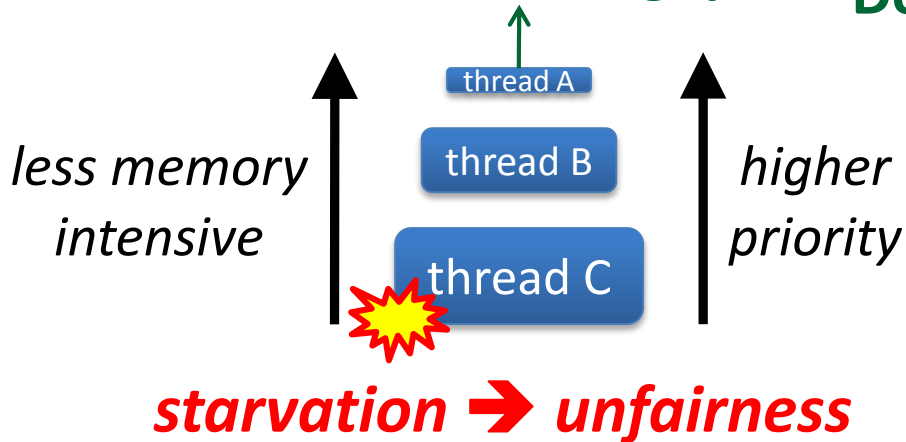 thread A
less memory
intensive
thread B
higher
priority
thread C
starvation ➔ unfairness